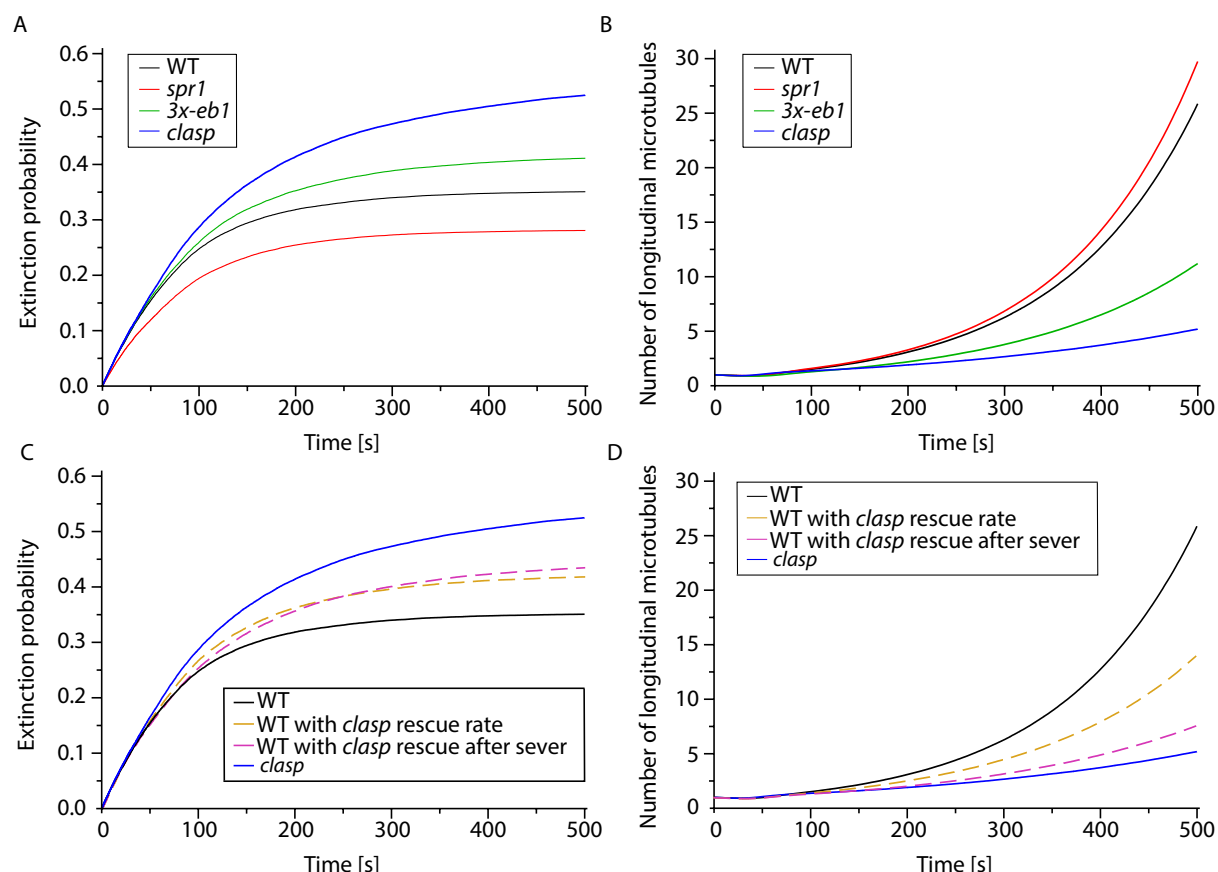 A
Extinction probability
0.6
0.5
0.4
0.3
0.2
0.1
0.0
WT
spr1
3x-eb1
clasp
0 100 200 300 400 500
Time [s]
B
Number of longitudinal microtubules
30
25
20
15
10
5
0
WT
spr1
3x-eb1
clasp
0 100 200 300 400 500
Time [s]
C
Extinction probability
0.6
0.5
0.4
0.3
0.2
0.1
0.0
WT
WT with clasp rescue rate
WT with clasp rescue after sever
clasp
0 100 200 300 400 500
Time [s]
D
Number of longitudinal microtubules
30
25
20
15
10
5
0
WT
WT with clasp rescue rate
WT with clasp rescue after sever
clasp
0 100 200 300 400 500
Time [s]